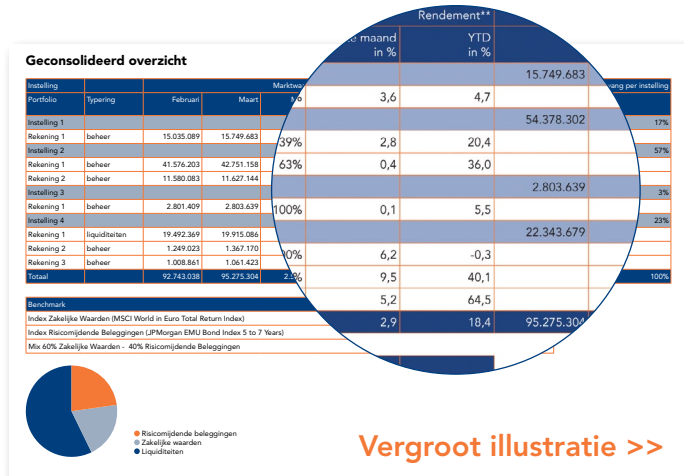 Geconsolideerd overzicht
Instelling
Portfolio Typering Februari Maart
Rendement**
maand YTD
in % in %
per instelling
Instelling 1 15.749.683 17%
Rekening 1 beheer 15.035.089 15.749.683 3,6 4,7
Instelling 2 54.378.302 57%
Rekening 1 beheer 41.576.203 42.751.158 39% 2,8 20,4
Rekening 2 beheer 11.580.083 11.627.144 63% 0,4 36,0
Instelling 3 2.803.639 3%
Rekening 1 beheer 2.801.409 2.803.639 100% 0,1 5,5
Instelling 4 22.343.679 23%
Rekening 1 liquiditeiten 19.492.369 19.915.086 6,2 -0,3
Rekening 2 beheer 1.249.023 1.367.170 9,5 40,1
Rekening 3 beheer 1.008.861 1.061.423 5,2 64,5
Totaal 92.743.038 95.275.304 2,9 18,4 95.275.304 100%
Benchmark
Index Zakelijke Waarden (MSCI World in Euro Total Return Index)
Index Risicomijdende Beleggingen (JPMorgan EMU Bond Index 5 to 7 Years)
Mix 60% Zakelijke Waarden - 40% Risicomijdende Beleggingen
Risicomijdende beleggingen
Zakelijke waarden
Liquiditeiten
Vergroot illustratie >>